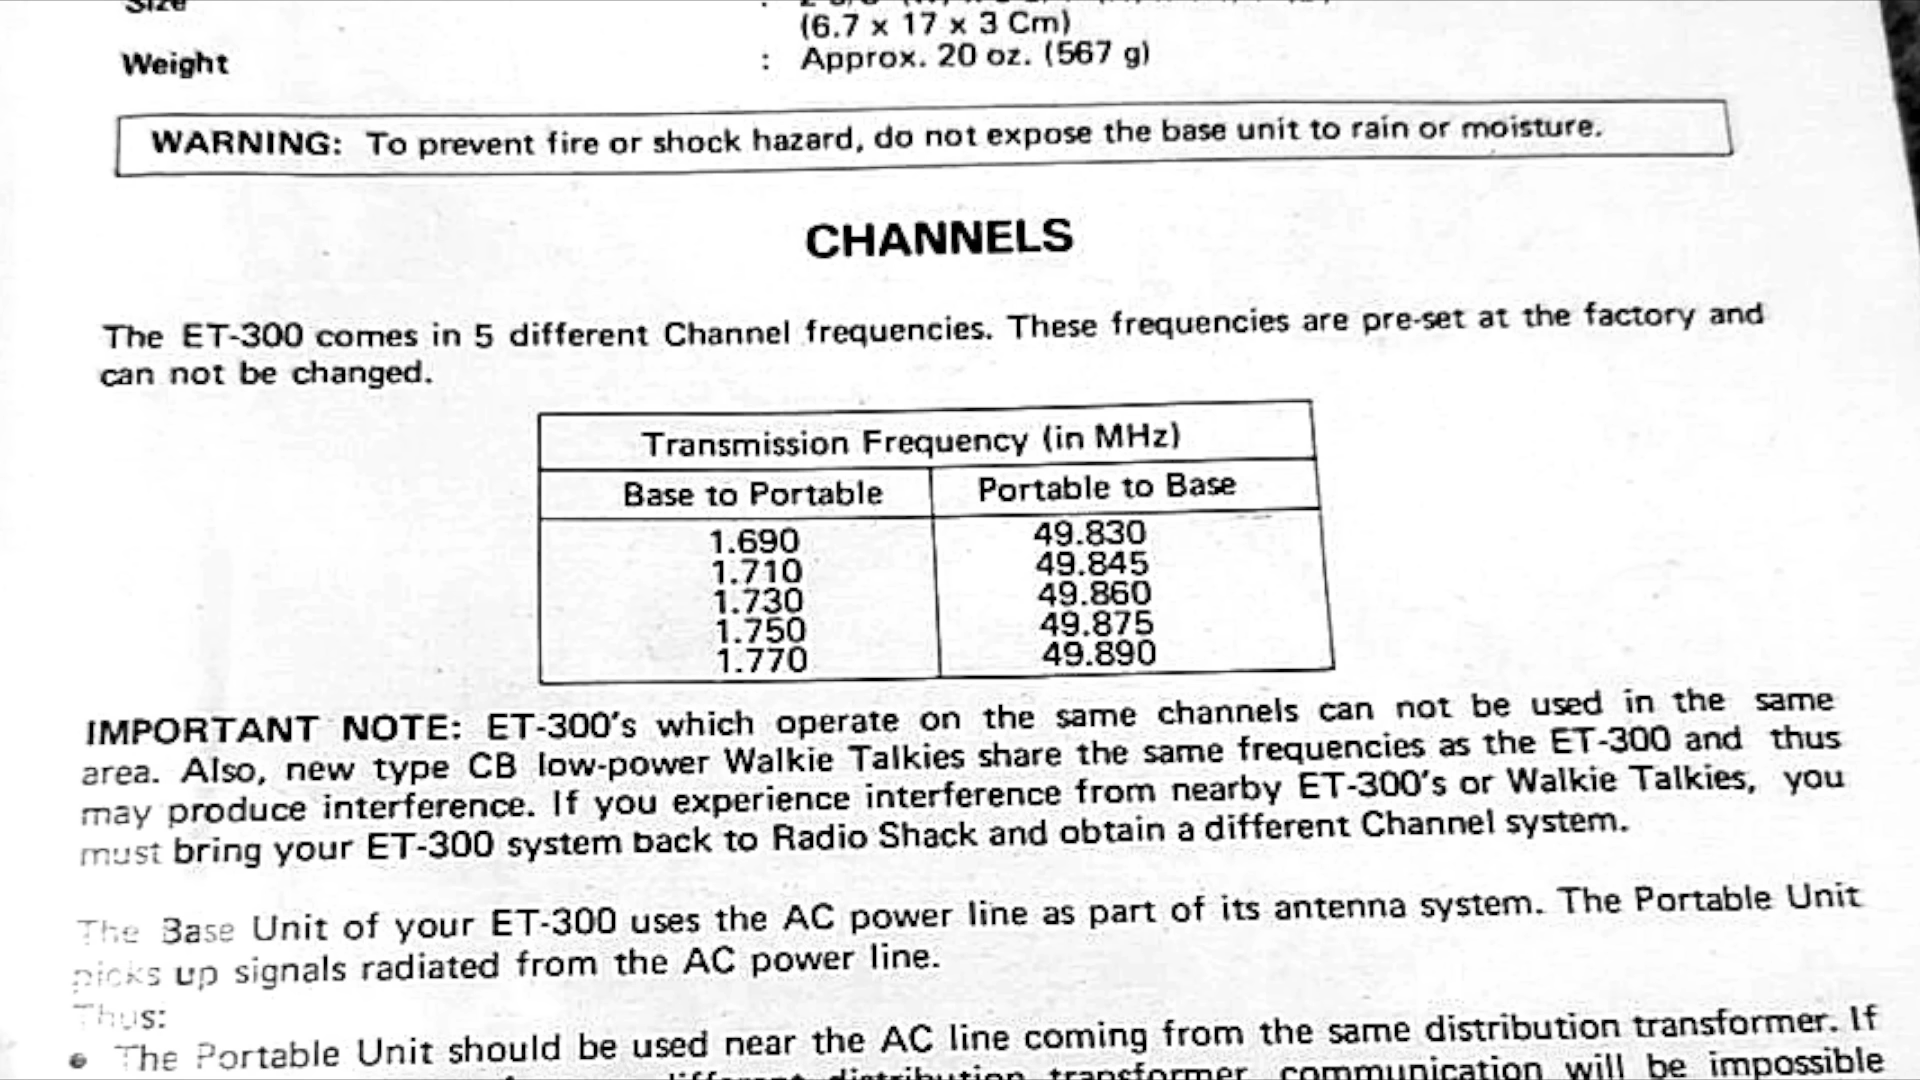 Size :
(6.7 x 17 x 3 Cm)
Weight : Approx. 20 oz. (567 g)
WARNING: To prevent fire or shock hazard, do not expose the base unit to rain or moisture.
CHANNELS
The ET-300 comes in 5 different Channel frequencies. These frequencies are pre-set at the factory and
can not be changed.
Transmission Frequency (in MHz)
Base to Portable Portable to Base
1.690 49.830
1.710 49.845
1.730 49.860
1.750 49.875
1.770 49.890
IMPORTANT NOTE: ET-300's which operate on the same channels can not be used in the same
area. Also, new type CB low-power Walkie Talkies share the same frequencies as the ET-300 and thus
may produce interference. If you experience interference from nearby ET-300's or Walkie Talkies, you
must bring your ET-300 system back to Radio Shack and obtain a different Channel system.
The Base Unit of your ET-300 uses the AC power line as part of its antenna system. The Portable Unit
picks up signals radiated from the AC power line.
Thus:
• The Portable Unit should be used near the AC line coming from the same distribution transformer. If
different distribution transformer, communication will be impossible